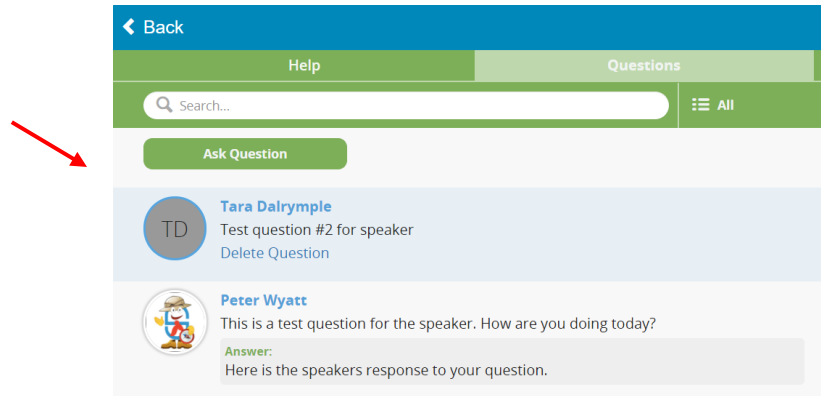 Back
Help
Questions
Search...
All
Ask Question
TD
Tara Dalrymple
Test question #2 for speaker
Delete Question
Peter Wyatt
This is a test question for the speaker. How are you doing today?
Answer:
Here is the speakers response to your question.